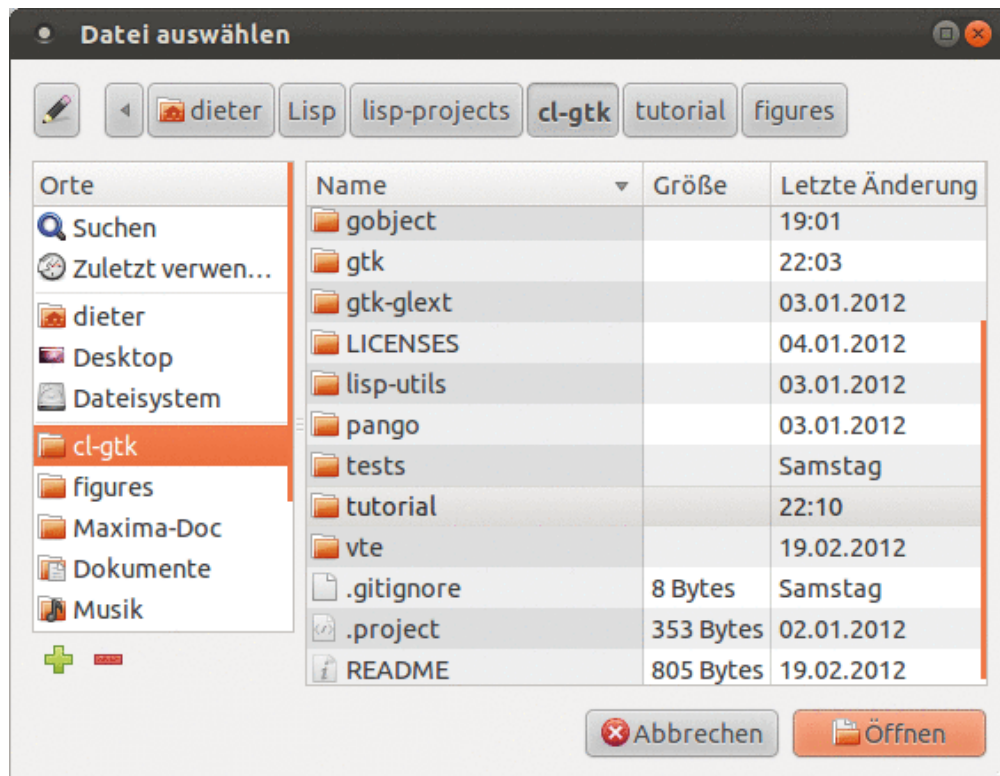 Datei auswählen
dieter Lisp lisp-projects cl-gtk tutorial figures
Orte
Suchen
Zuletzt verwen...
dieter
Desktop
Dateisystem
cl-gtk
figures
Maxima-Doc
Dokumente
Musik
Name Größe Letzte Änderung
gobject 19:01
gtk 22:03
gtk-glext 03.01.2012
LICENSES 04.01.2012
lisp-utils 03.01.2012
pango 03.01.2012
tests Samstag
tutorial 22:10
vte 19.02.2012
.gitignore 8 Bytes Samstag
.project 353 Bytes 02.01.2012
README 805 Bytes 19.02.2012
Abbrechen Öffnen